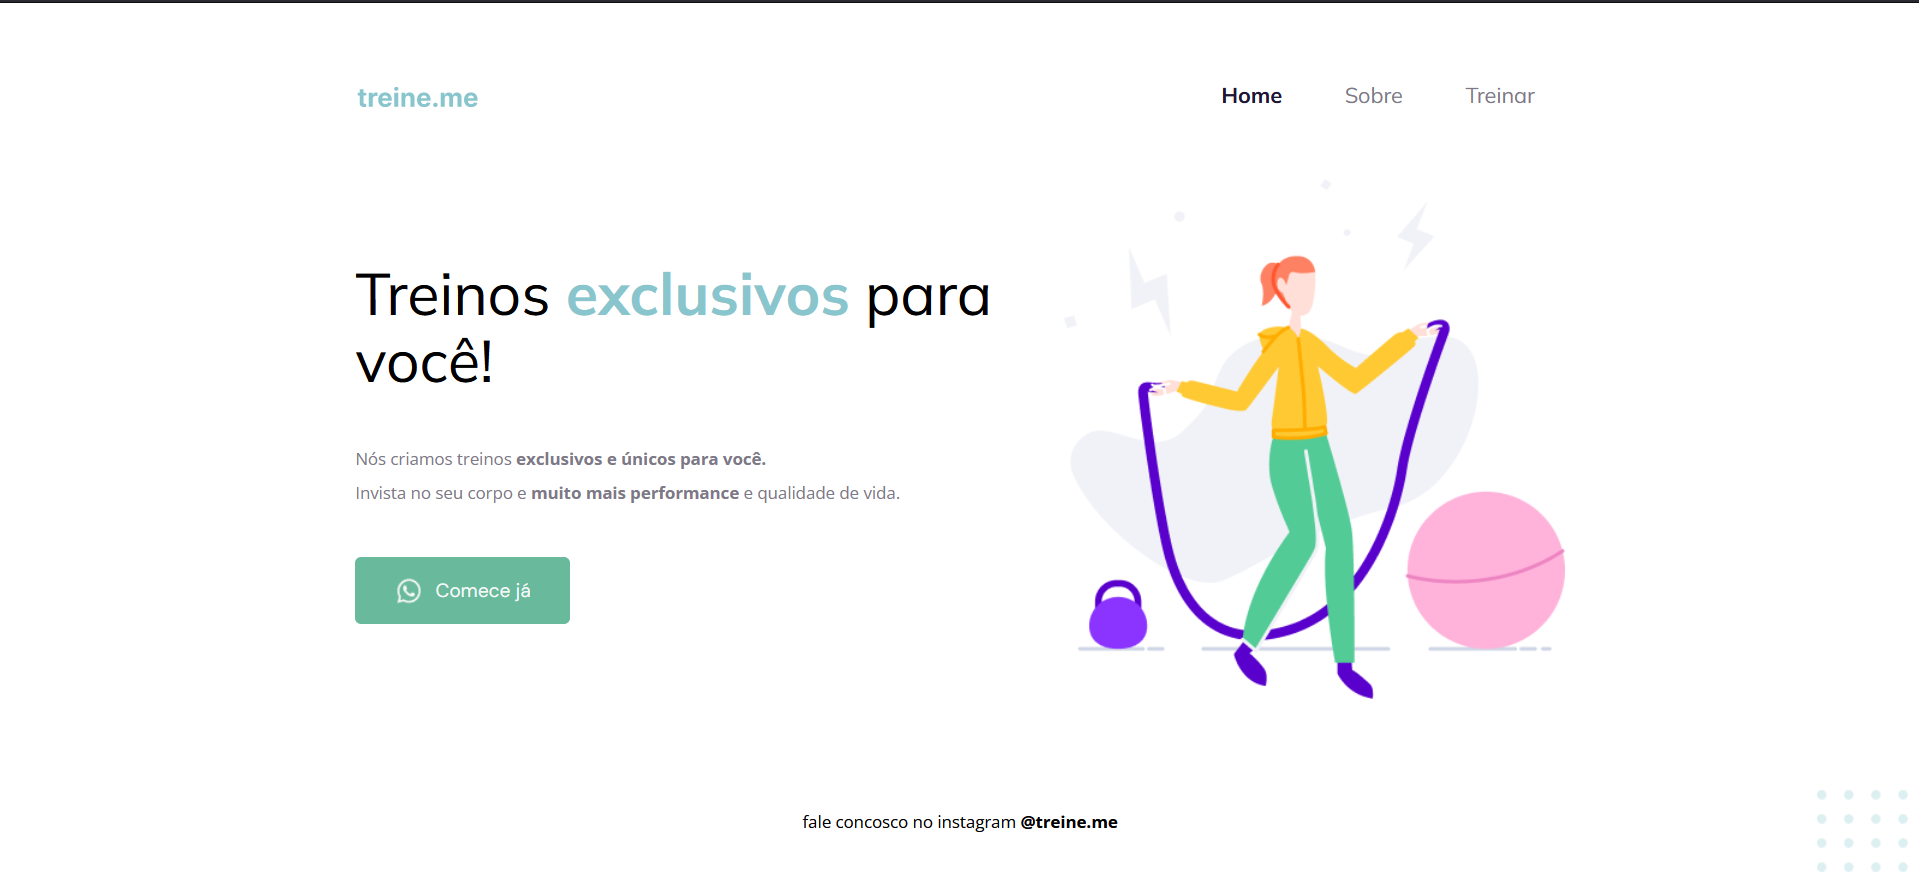 treine.me
Home Sobre Treinar
Treinos exclusivos para
você!
Nós criamos treinos exclusivos e únicos para você.
Invista no seu corpo e muito mais performance e qualidade de vida.
Comece já
fale concosco no instagram @treine.me